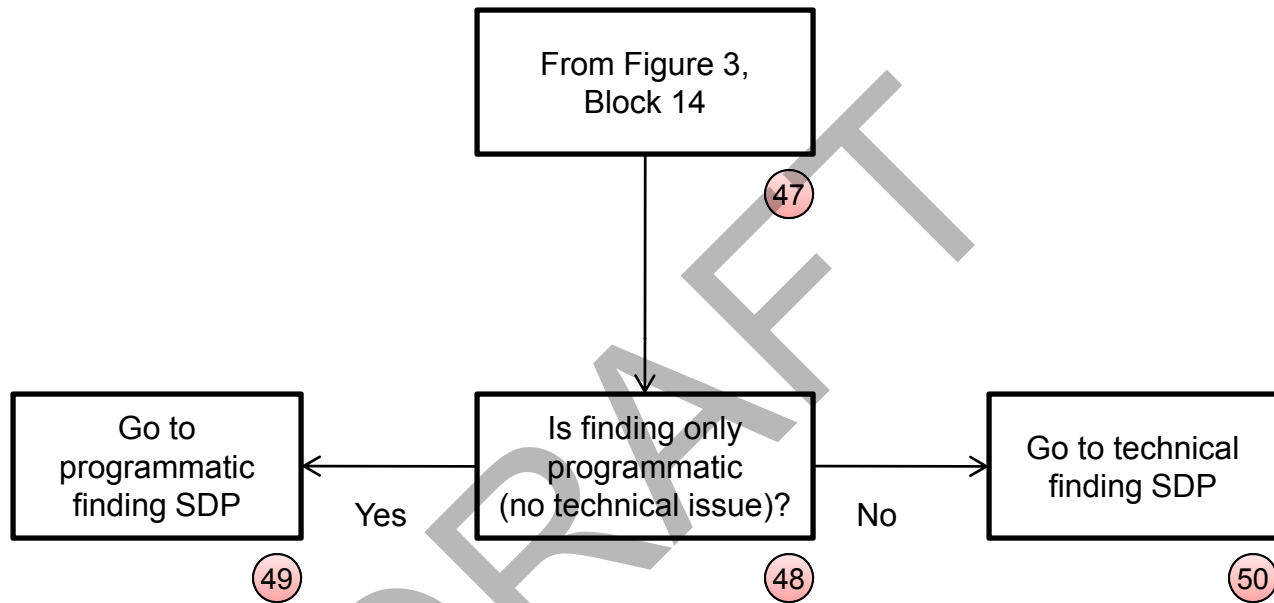 From Figure 3,
Block 14
47
Go to
programmatic
finding SDP
49
Yes
Is finding only
programmatic
(no technical issue)?
48
No
Go to technical
finding SDP
50
DRAFT